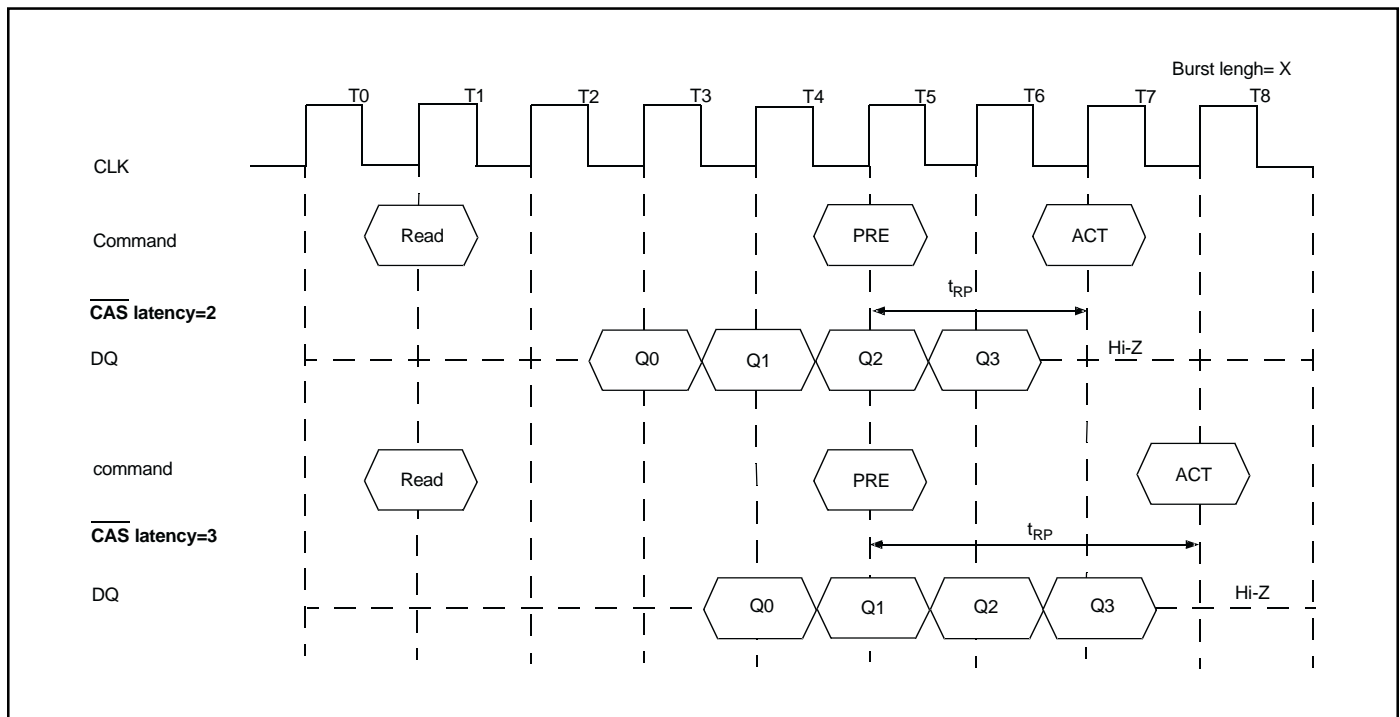 Burst lengh= X
T0 T1 T2 T3 T4 T5 T6 T7 T8
CLK
Command Read PRE ACT
tRP
CAS latency=2
DQ Q0 Q1 Q2 Q3 Hi-Z
command Read PRE ACT
CAS latency=3
tRP
DQ Q0 Q1 Q2 Q3 Hi-Z